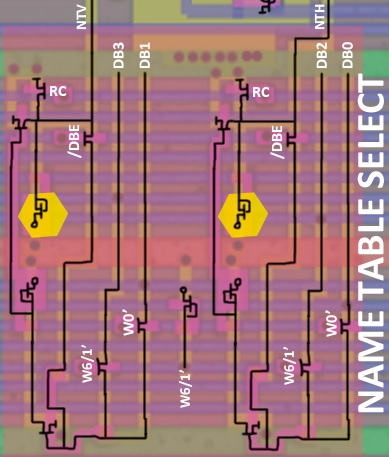 NTV
NTH
DB3
DB1
DB2
DB0
RC
RC
/DBE
/DBE
W0'
W0'
W6/1'
W6/1'
W6/1'
NAME TABLE SELECT